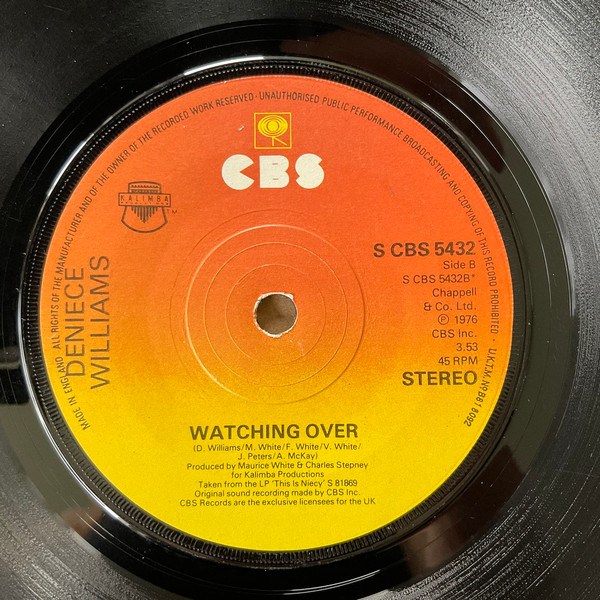 MADE IN ENGLAND · ALL RIGHTS OF THE MANUFACTURER AND OF THE OWNER OF THE RECORDED WORK RESERVED · UNAUTHORISED PUBLIC PERFORMANCE BROADCASTING AND COPYING OF THIS RECORD PROHIBITED · U.K.T.M. Nº B818092
CBS
KALIMBA
TM
DENIECE
WILLIAMS
S CBS 5432
Side B
S CBS 5432B*
Chappell
& Co. Ltd.
℗ 1976
CBS Inc.
3.53
45 RPM
STEREO
WATCHING OVER
(D. Williams/M. White/F. White/V. White/
J. Peters/A. McKay)
Produced by Maurice White & Charles Stepney
for Kalimba Productions
Taken from the LP 'This Is Niecy' S 81869
Original sound recording made by CBS Inc.
CBS Records are the exclusive licensees for the UK